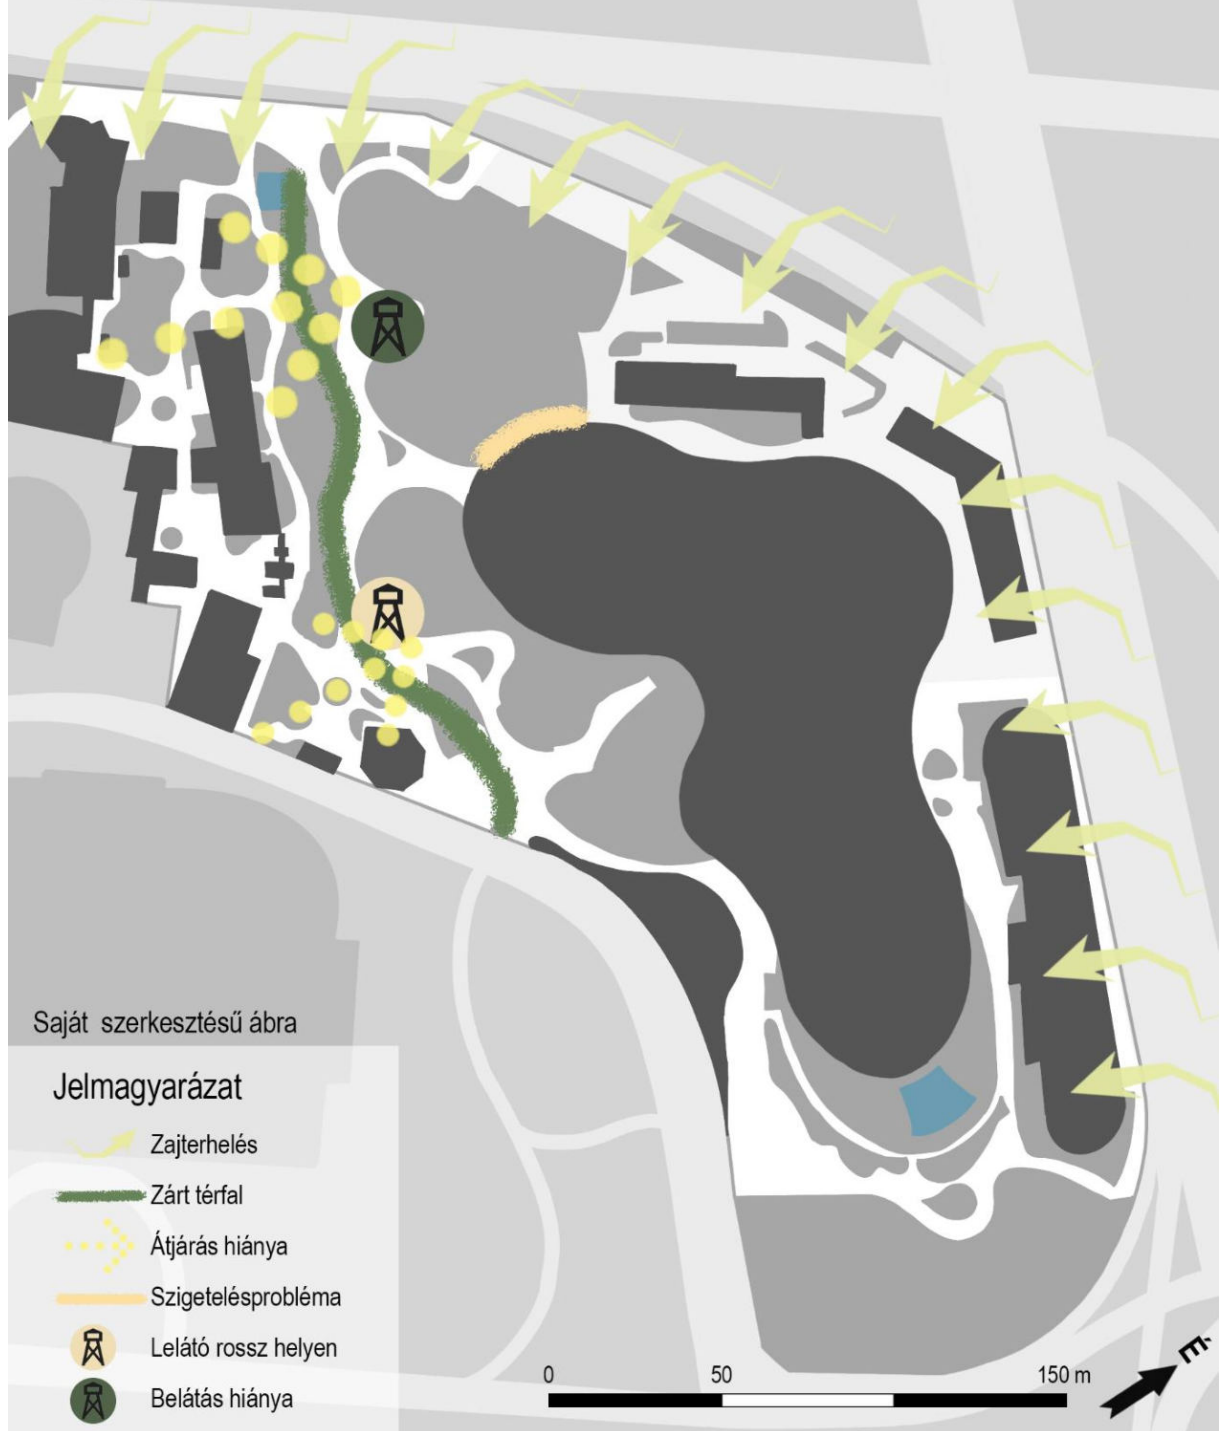 Saját szerkesztésű ábra
Jelmagyarázat
Zajterhelés
Zárt térfal
Átjárás hiánya
Szigetelésprobléma
Lelátó rossz helyen
Belátás hiánya
0 50 150 m
É